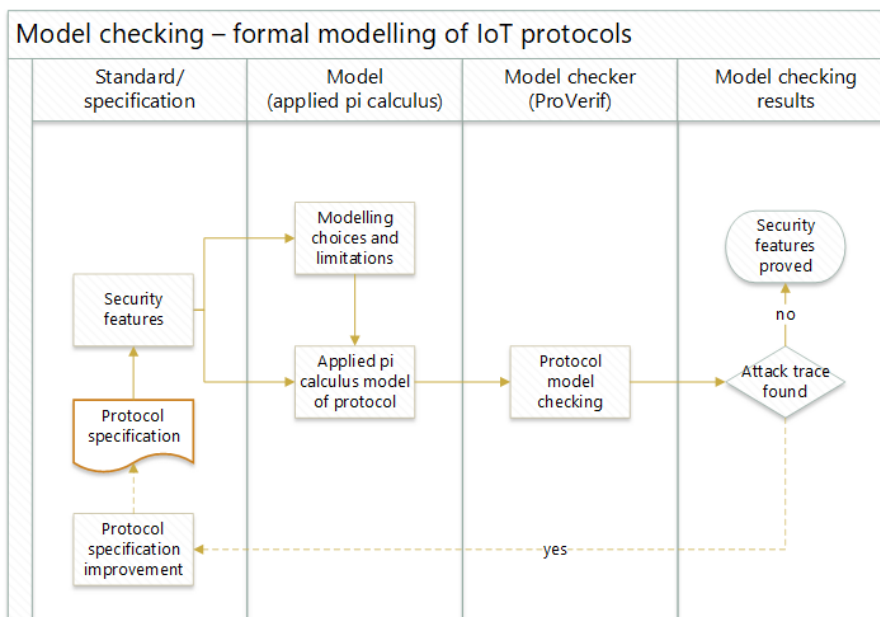 Model checking – formal modelling of IoT protocols
Standard/
specification
Model
(applied pi calculus)
Model checker
(ProVerif)
Model checking
results
Modelling
choices and
limitations
Security
features
proved
Security
features
no
Applied pi
calculus model
of protocol
Protocol
model
checking
Attack trace
found
Protocol
specification
Protocol
specification
improvement
yes